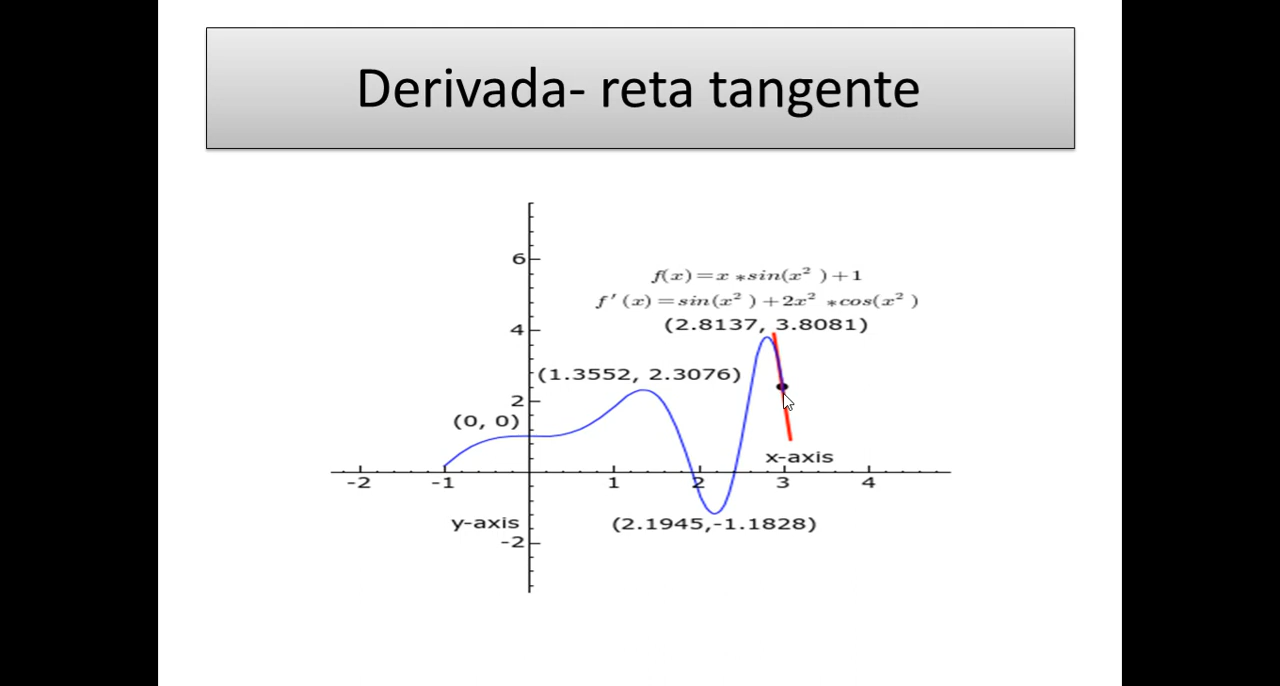 Derivada- reta tangente
6
f(x)=x *sin(x² )+1
f'(x)=sin(x² )+2x² *cos(x² )
4
(2.8137, 3.8081)
(1.3552, 2.3076)
2
(0, 0)
x-axis
-2 -1 1 2 3 4
y-axis
(2.1945,-1.1828)
-2